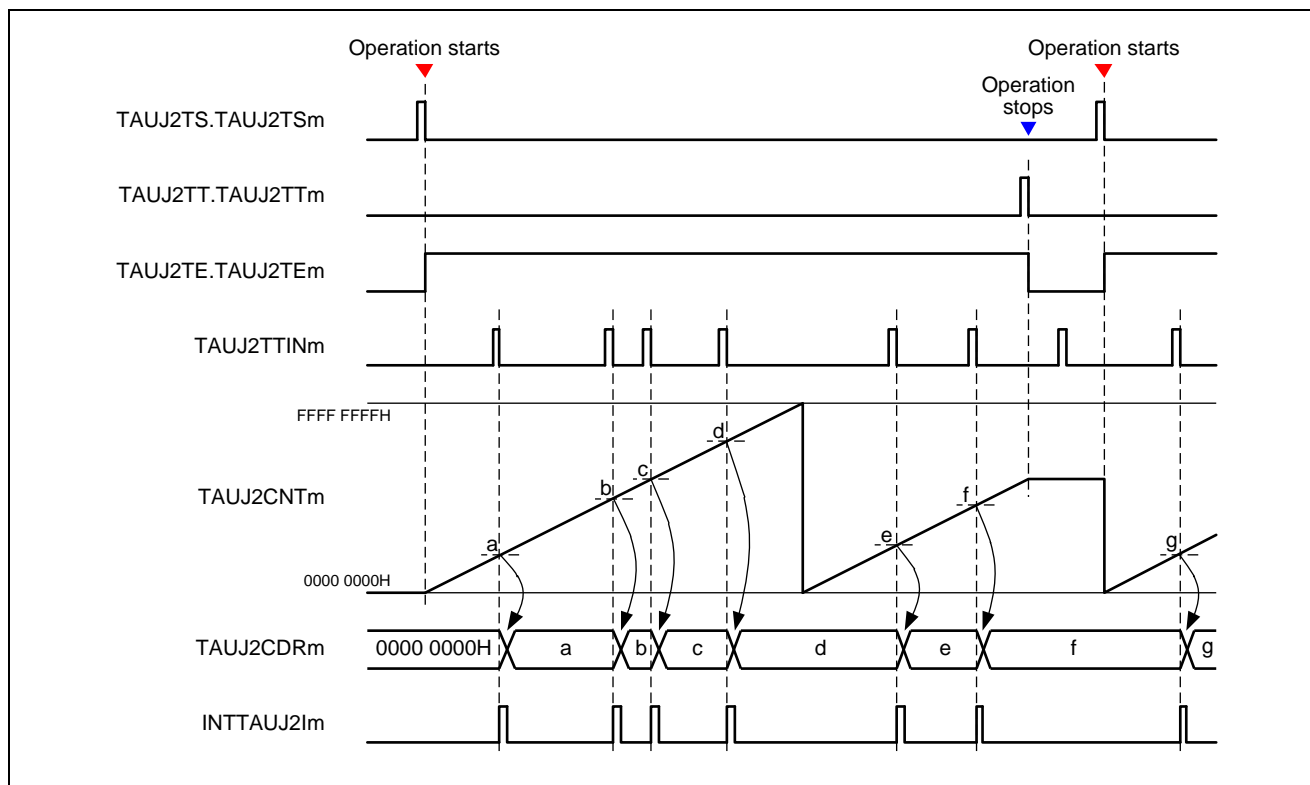 Operation starts
Operation starts
Operation
stops
TAUJ2TS.TAUJ2TSm
TAUJ2TT.TAUJ2TTm
TAUJ2TE.TAUJ2TEm
TAUJ2TTINm
FFFF FFFFH
d
c
b
f
TAUJ2CNTm
a
e
g
0000 0000H
TAUJ2CDRm
0000 0000H a b c d e f g
INTTAUJ2Im